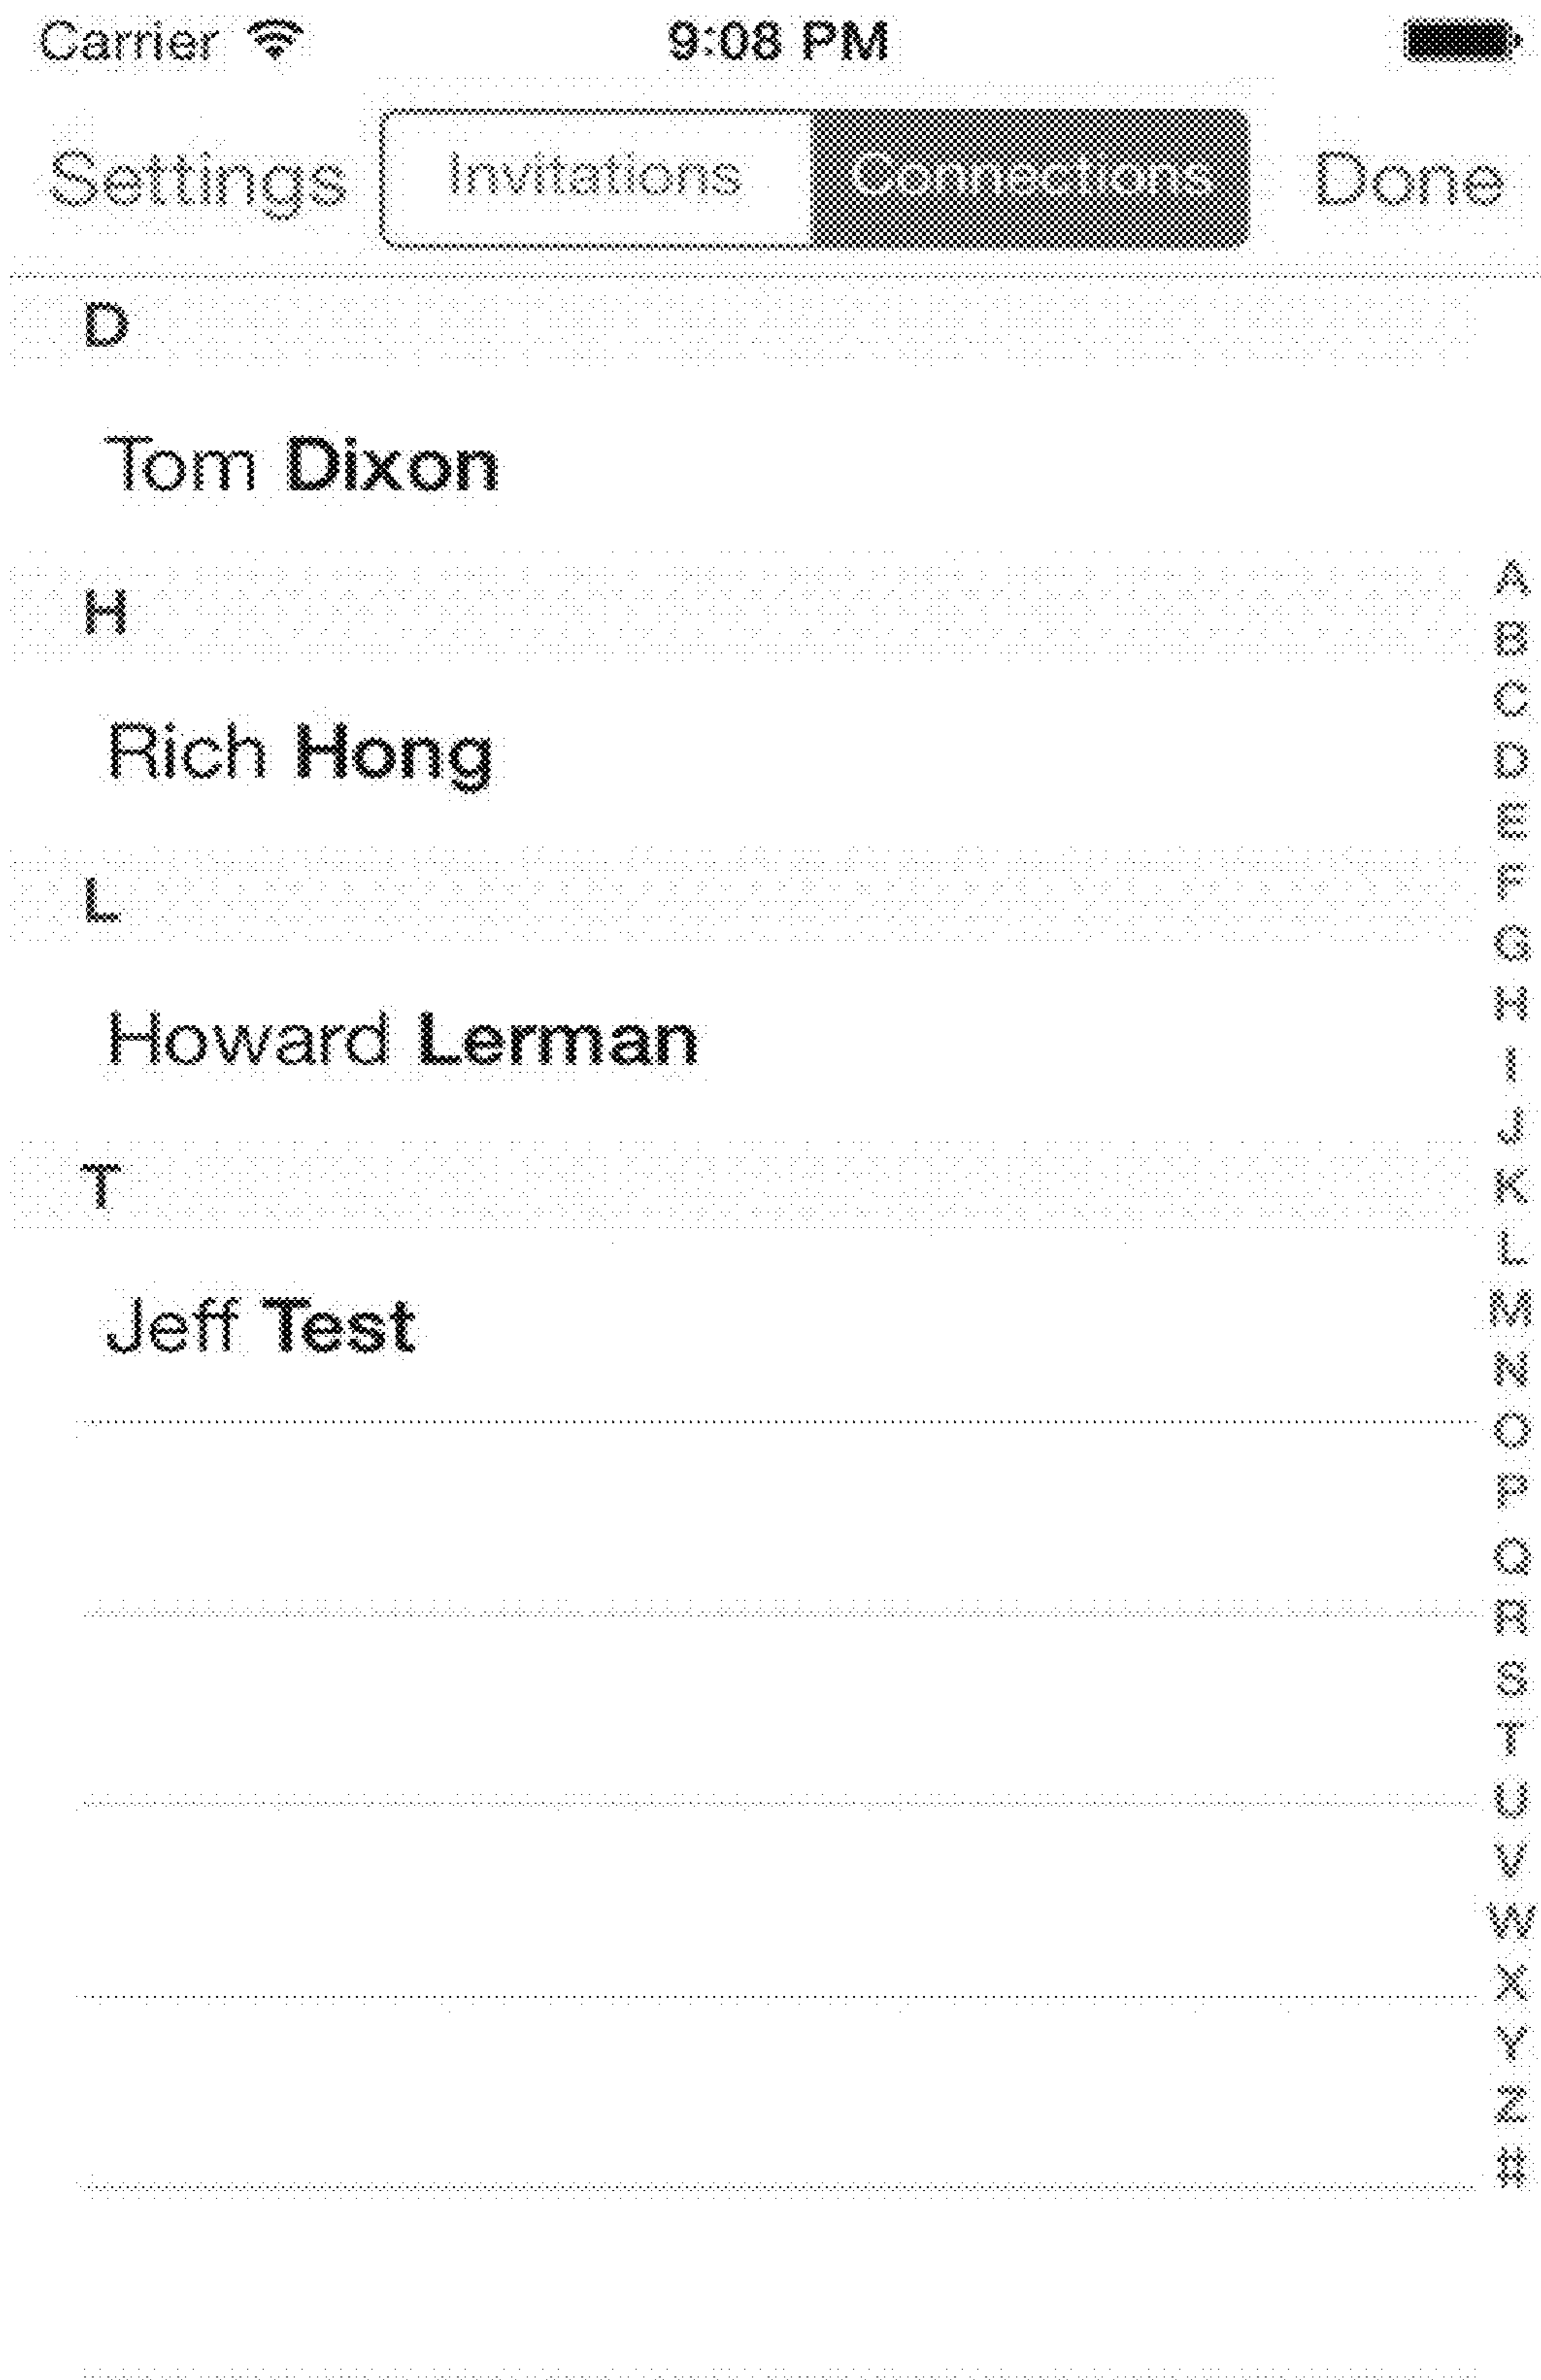 Carrier 9:08 PM
Settings Invitations Connections Done
D
Tom Dixon
H
Rich Hong
L
Howard Lerman
T
Jeff Test
A
B
C
D
E
F
G
H
I
J
K
L
M
N
O
P
Q
R
S
T
U
V
W
X
Y
Z
#